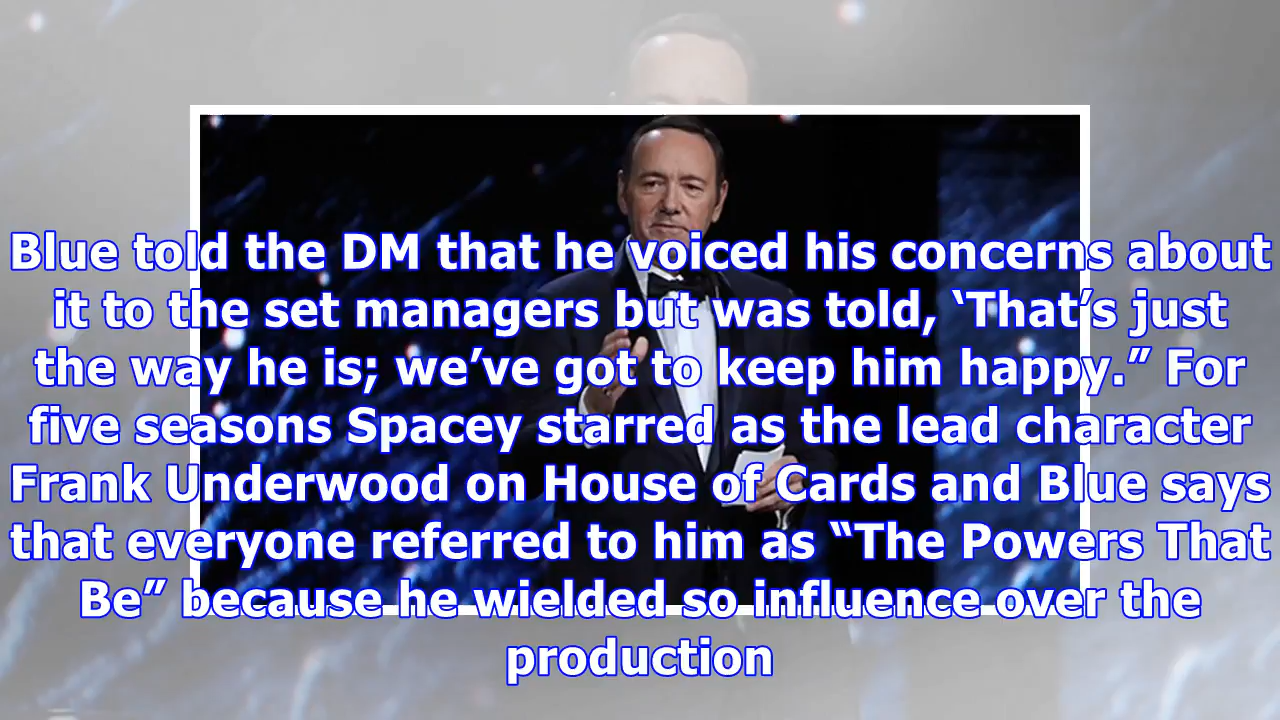 Blue told the DM that he voiced his concerns about
it to the set managers but was told, ‘That’s just
the way he is; we’ve got to keep him happy.” For
five seasons Spacey starred as the lead character
Frank Underwood on House of Cards and Blue says
that everyone referred to him as “The Powers That
Be” because he wielded so influence over the
production